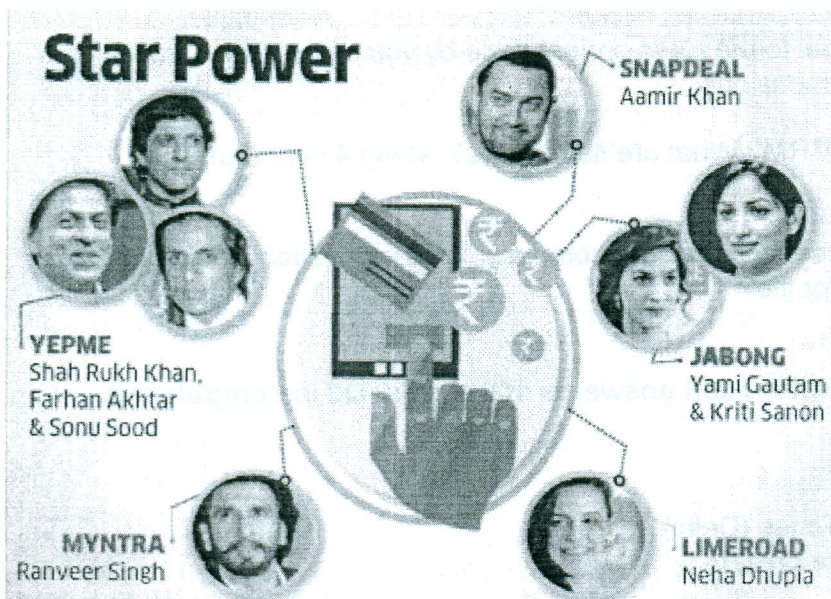 Star Power
SNAPDEAL
Aamir Khan
YEPME
Shah Rukh Khan,
Farhan Akhtar
& Sonu Sood
JABONG
Yami Gautam
& Kriti Sanon
MYNTRA
Ranveer Singh
LIMEROAD
Neha Dhupia
₹
₹
₹
₹